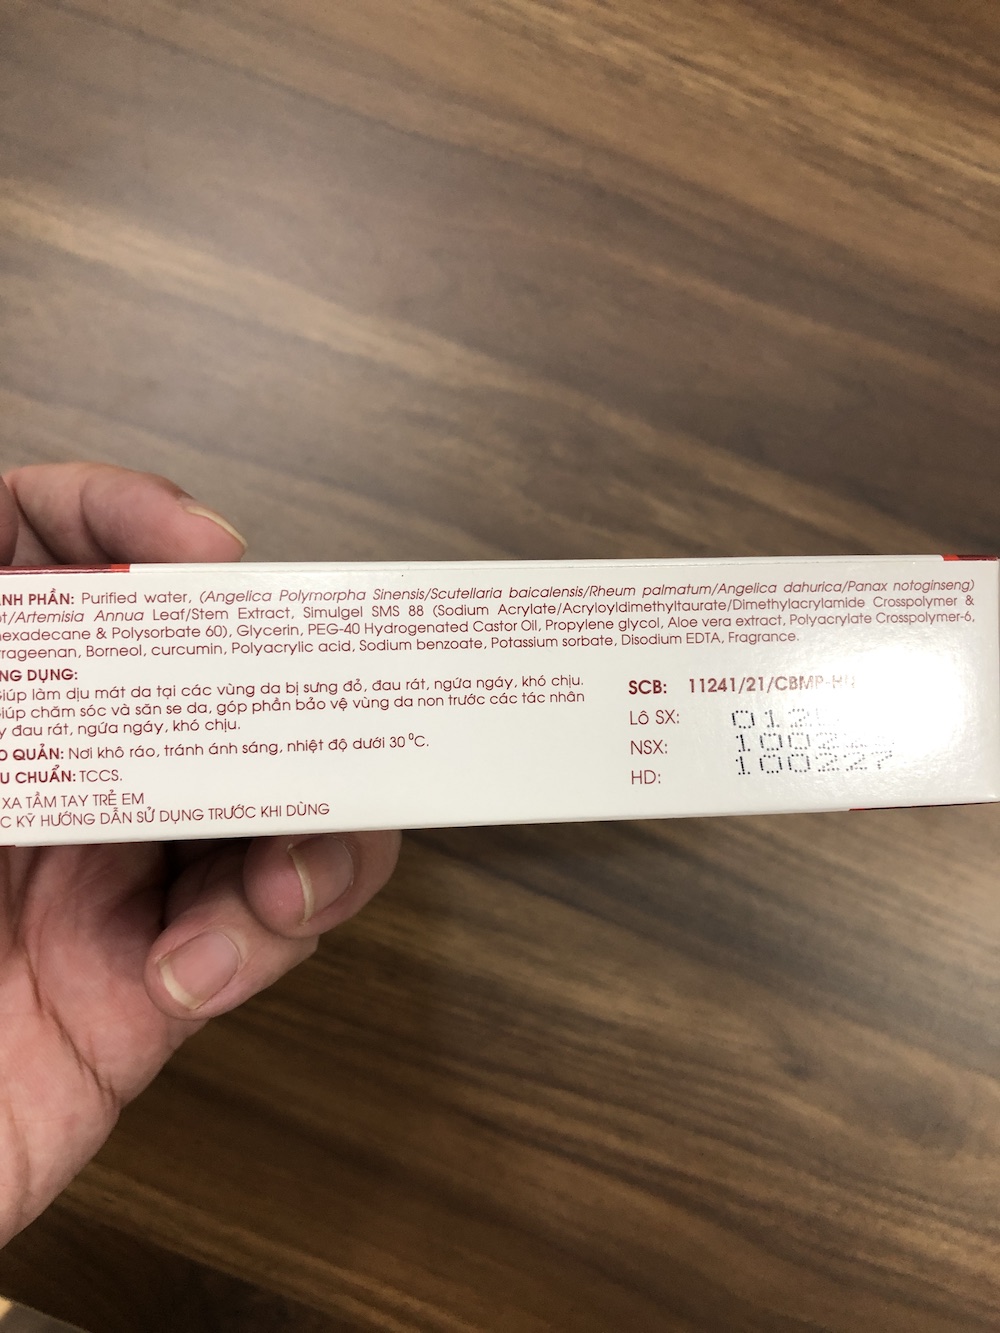 PHẦN: Purified water, (Angelica Polymorpha Sinensis/Scutellaria baicalensis/Rheum palmatum/Angelica dahurica/Panax notoginseng)
/Artemisia Annua Leaf/Stem Extract, Simulgel SMS 88 (Sodium Acrylate/Acryloyldimethyltaurate/Dimethylacrylamide Crosspolymer &
& Polysorbate 60), Glycerin, PEG-40 Hydrogenated Castor Oil, Propylene glycol, Aloe vera extract, Polyacrylate Crosspolymer-6,
Borneol, curcumin, Polyacrylic acid, Sodium benzoate, Potassium sorbate, Disodium EDTA, Fragrance.
DỤNG:
làm dịu mát da tại các vùng da bị sưng đỏ, đau rát, ngứa ngáy, khó chịu.
chăm sóc và săn se da, góp phần bảo vệ vùng da non trước các tác nhân
đau rát, ngứa ngáy, khó chịu.
QUẢN: Nơi khô ráo, tránh ánh sáng, nhiệt độ dưới 30 ⁰C.
CHUẨN: TCCS.
XA TẦM TAY TRẺ EM
KỸ HƯỚNG DẪN SỬ DỤNG TRƯỚC KHI DÙNG
SCB: 11241/21/CBMP-HN
Lô SX:
NSX:
HD: 100227